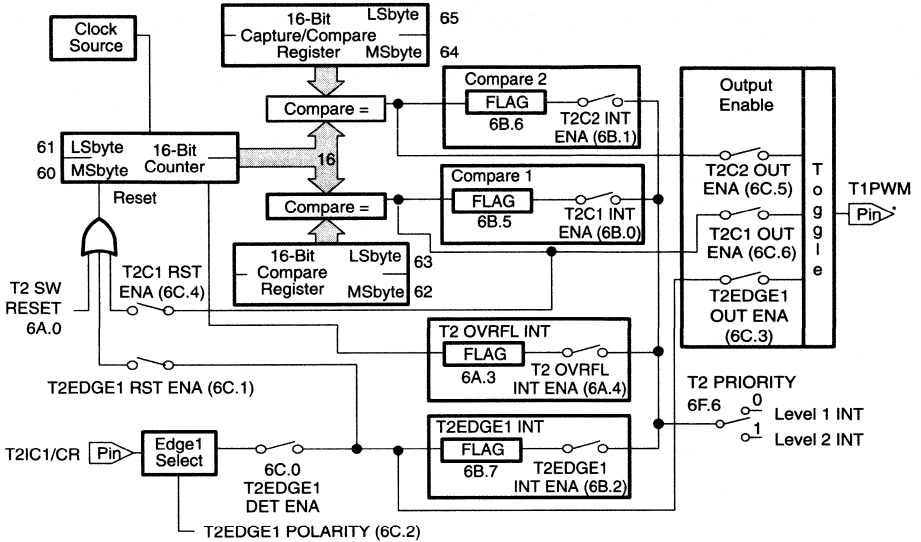 Clock
Source
16-Bit
Capture/Compare
Register
LSbyte
MSbyte
65
64
Compare =
61
60
LSbyte
MSbyte
16-Bit
Counter
16
Reset
Compare =
16-Bit
Compare
Register
LSbyte
MSbyte
63
62
Compare 2
FLAG
6B.6
T2C2 INT
ENA (6B.1)
Compare 1
FLAG
6B.5
T2C1 INT
ENA (6B.0)
Output
Enable
T2C2 OUT
ENA (6C.5)
T2C1 OUT
ENA (6C.6)
T2EDGE1
OUT ENA
(6C.3)
Toggle
T1PWM
Pin
T2 SW
RESET
6A.0
T2C1 RST
ENA (6C.4)
T2EDGE1 RST ENA (6C.1)
T2 OVRFL INT
FLAG
6A.3
T2 OVRFL
INT ENA (6A.4)
T2 PRIORITY
6F.6
0
Level 1 INT
1
Level 2 INT
T2IC1/CR
Pin
Edge1
Select
6C.0
T2EDGE1
DET ENA
T2EDGE1 INT
FLAG
6B.7
T2EDGE1
INT ENA (6B.2)
T2EDGE1 POLARITY (6C.2)